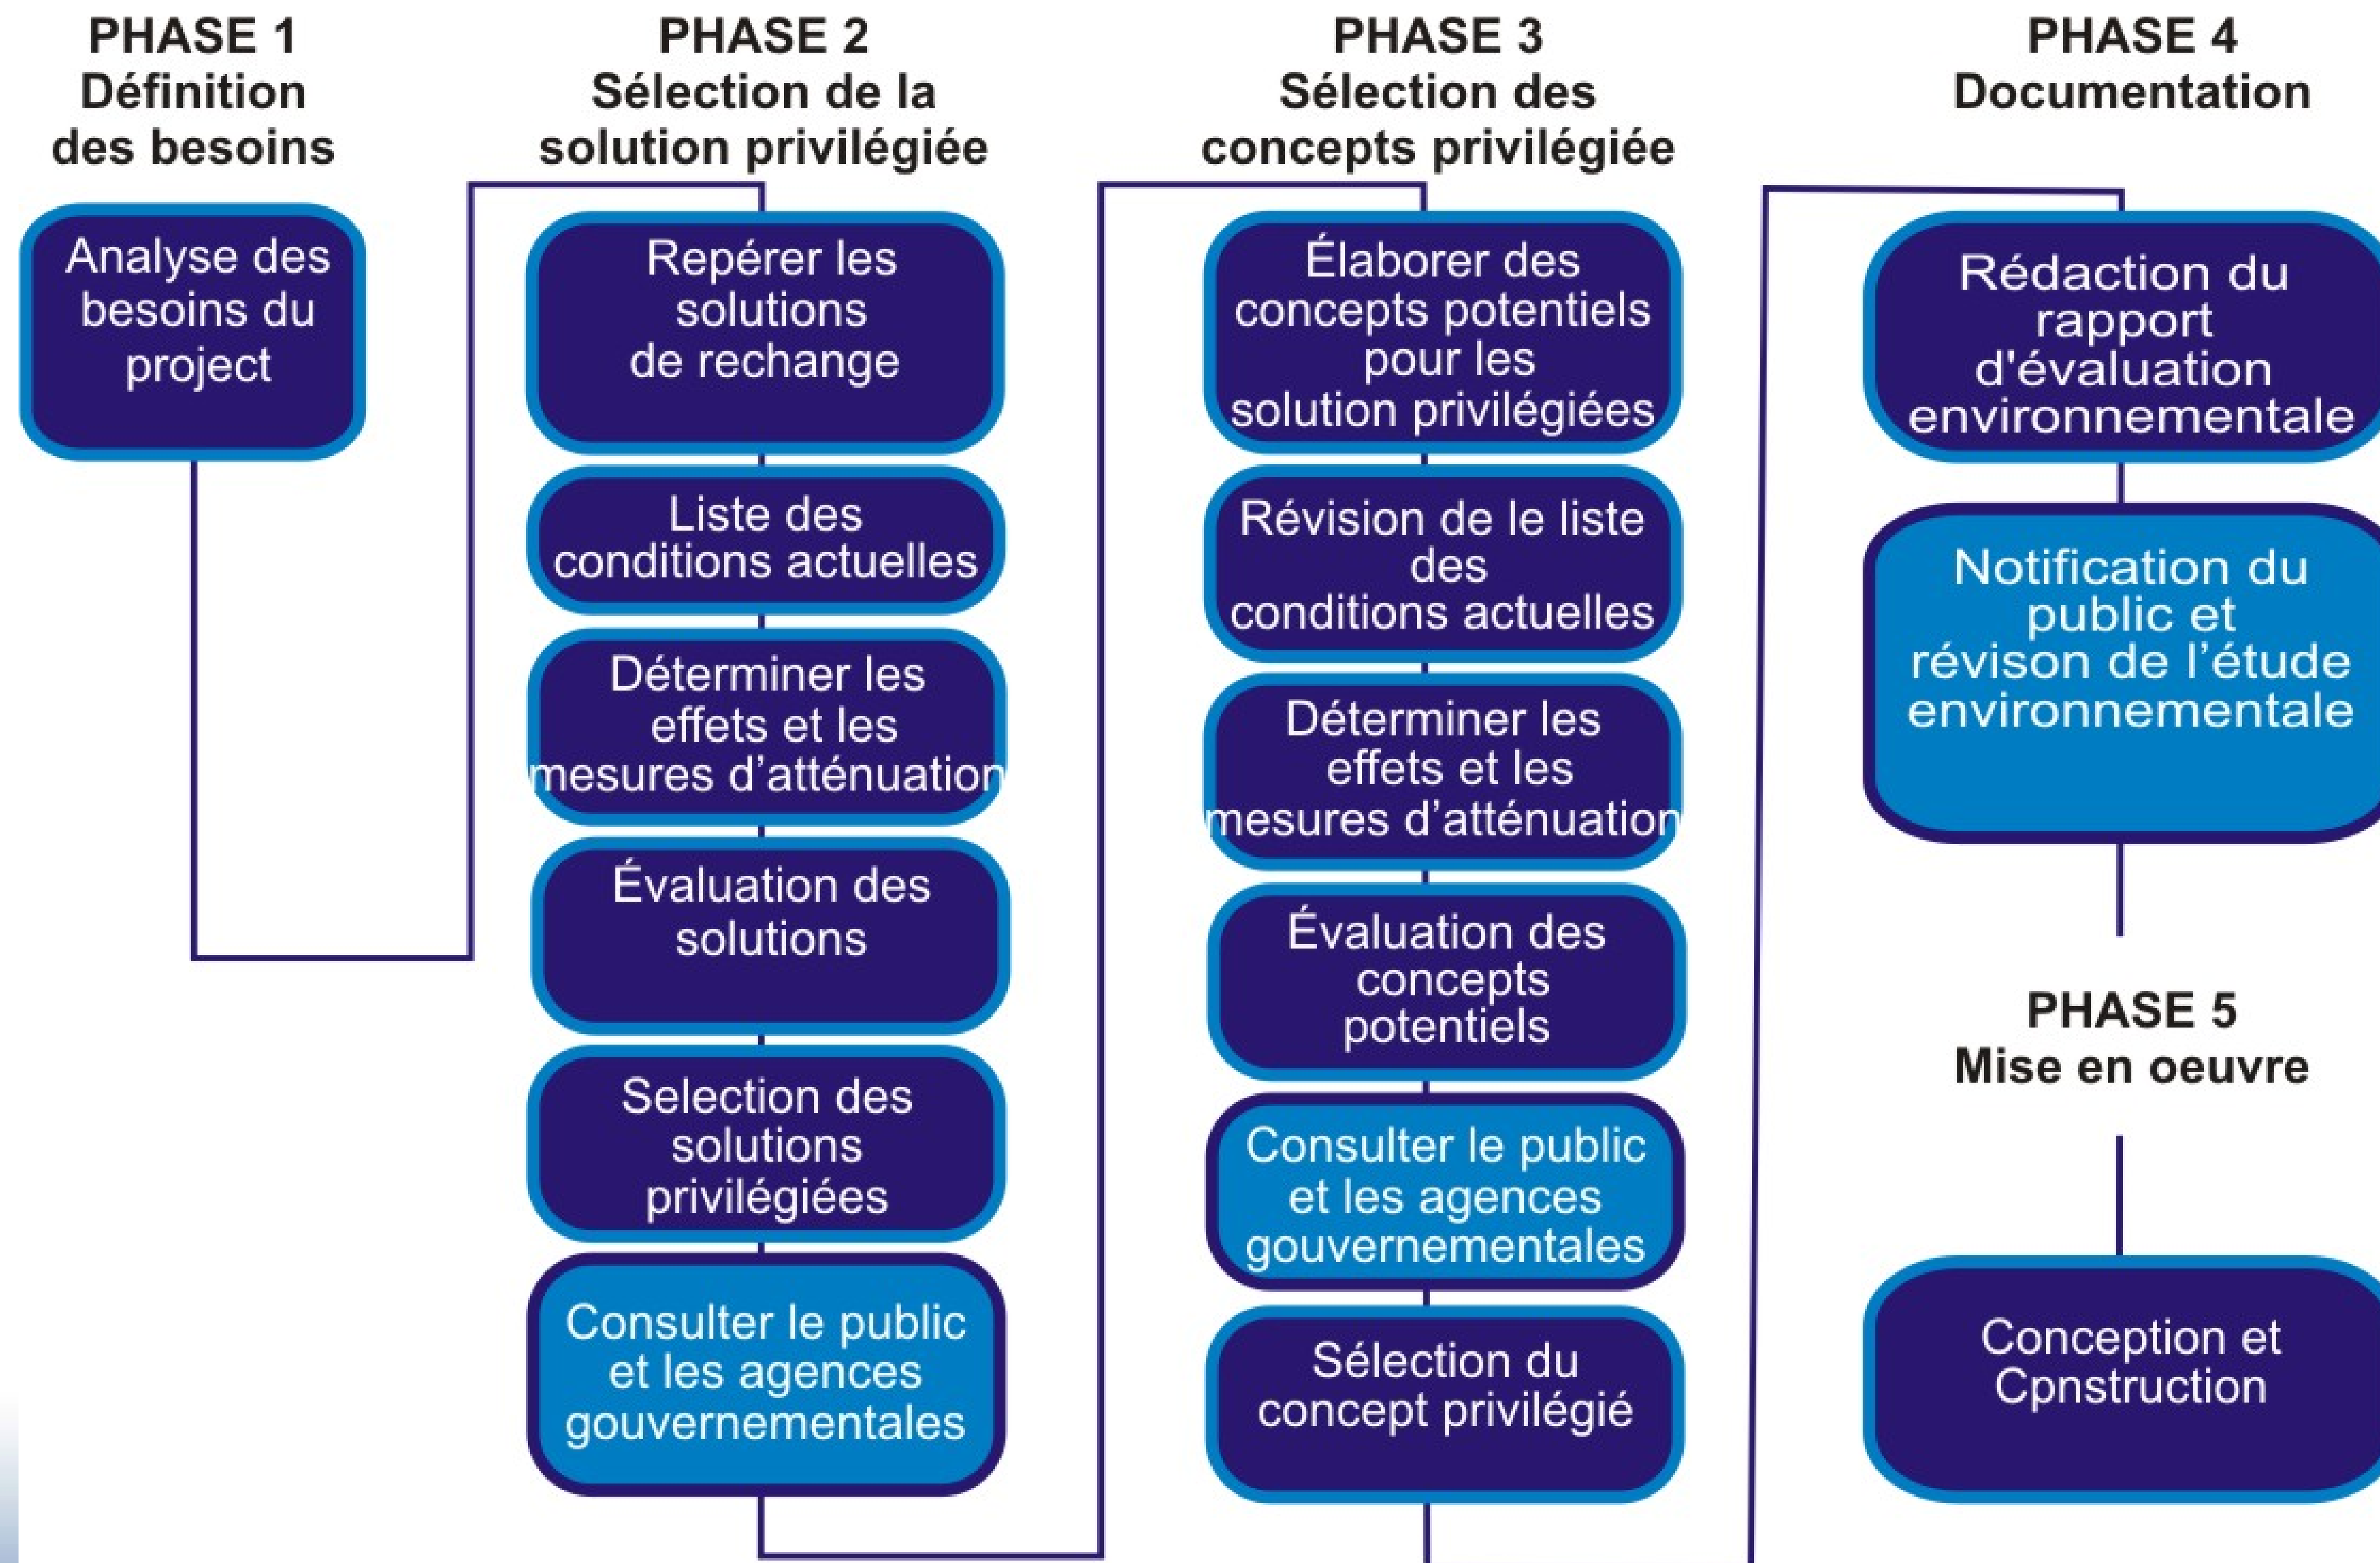 PHASE 1
Définition
des besoins
Analyse des
besoins du
project
PHASE 2
Sélection de la
solution privilégiée
Repérer les
solutions
de rechange
Liste des
conditions actuelles
Déterminer les
effets et les
mesures d’atténuation
Évaluation des
solutions
Selection des
solutions
privilégiées
Consulter le public
et les agences
gouvernementales
PHASE 3
Sélection des
concepts privilégiée
Élaborer des
concepts potentiels
pour les
solution privilégiées
Révision de le liste
des
conditions actuelles
Déterminer les
effets et les
mesures d’atténuation
Évaluation des
concepts
potentiels
Consulter le public
et les agences
gouvernementales
Sélection du
concept privilégié
PHASE 4
Documentation
Rédaction du
rapport
d'évaluation
environnementale
Notification du
public et
révison de l’étude
environnementale
PHASE 5
Mise en oeuvre
Conception et
Cpnstruction